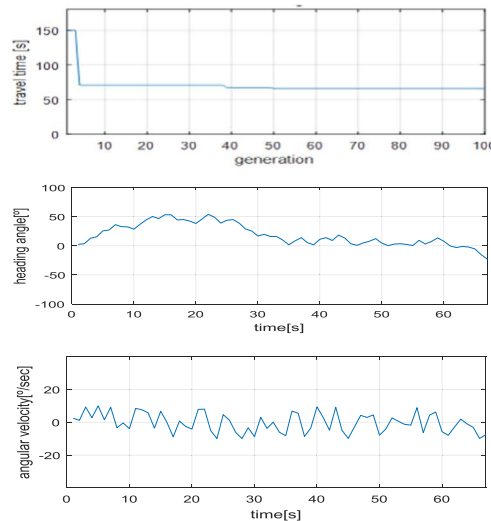 travel time [s]
150
100
50
0
10 20 30 40 50 60 70 80 90 100
generation
heading angle[º]
100
50
0
-50
-100
0 10 20 30 40 50 60
time[s]
angular velocity[º/sec]
20
0
-20
0 10 20 30 40 50 60
time[s]